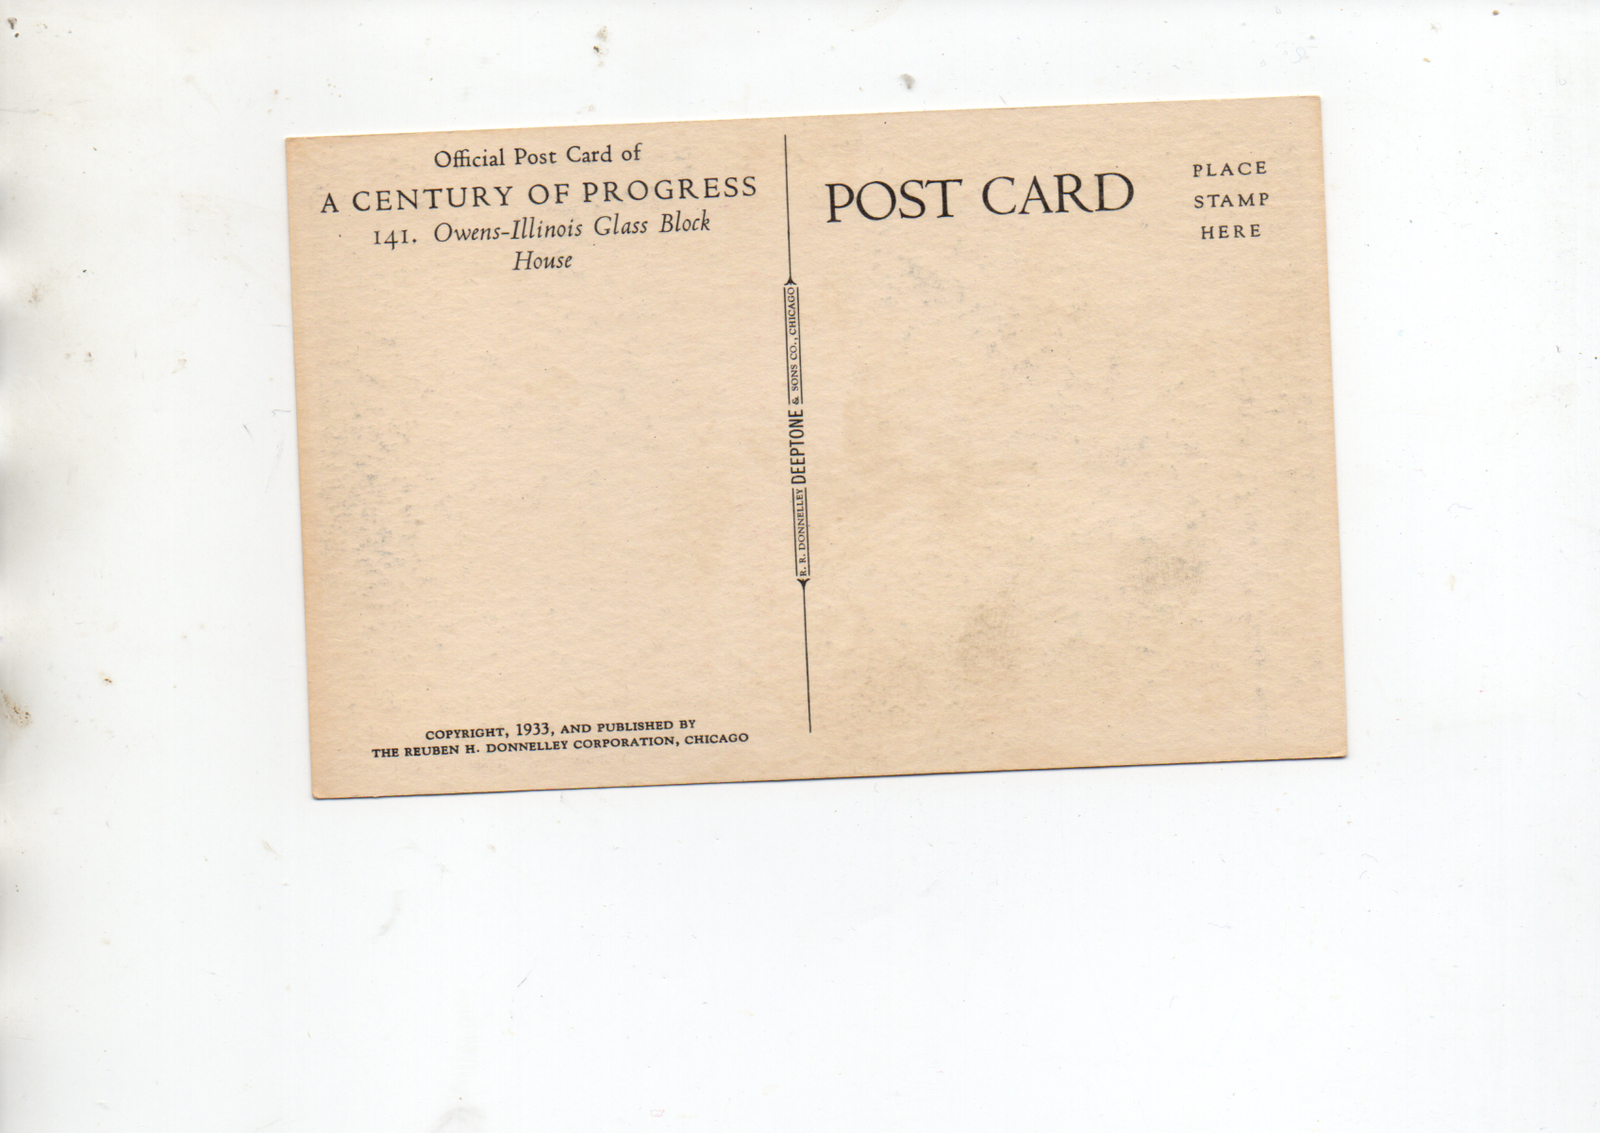 Official Post Card of
A CENTURY OF PROGRESS
141. Owens-Illinois Glass Block
House
COPYRIGHT, 1933, AND PUBLISHED BY
THE REUBEN H. DONNELLEY CORPORATION, CHICAGO
R. R. DONNELLEY DEEPTONE & SONS CO., CHICAGO
POST CARD
PLACE
STAMP
HERE